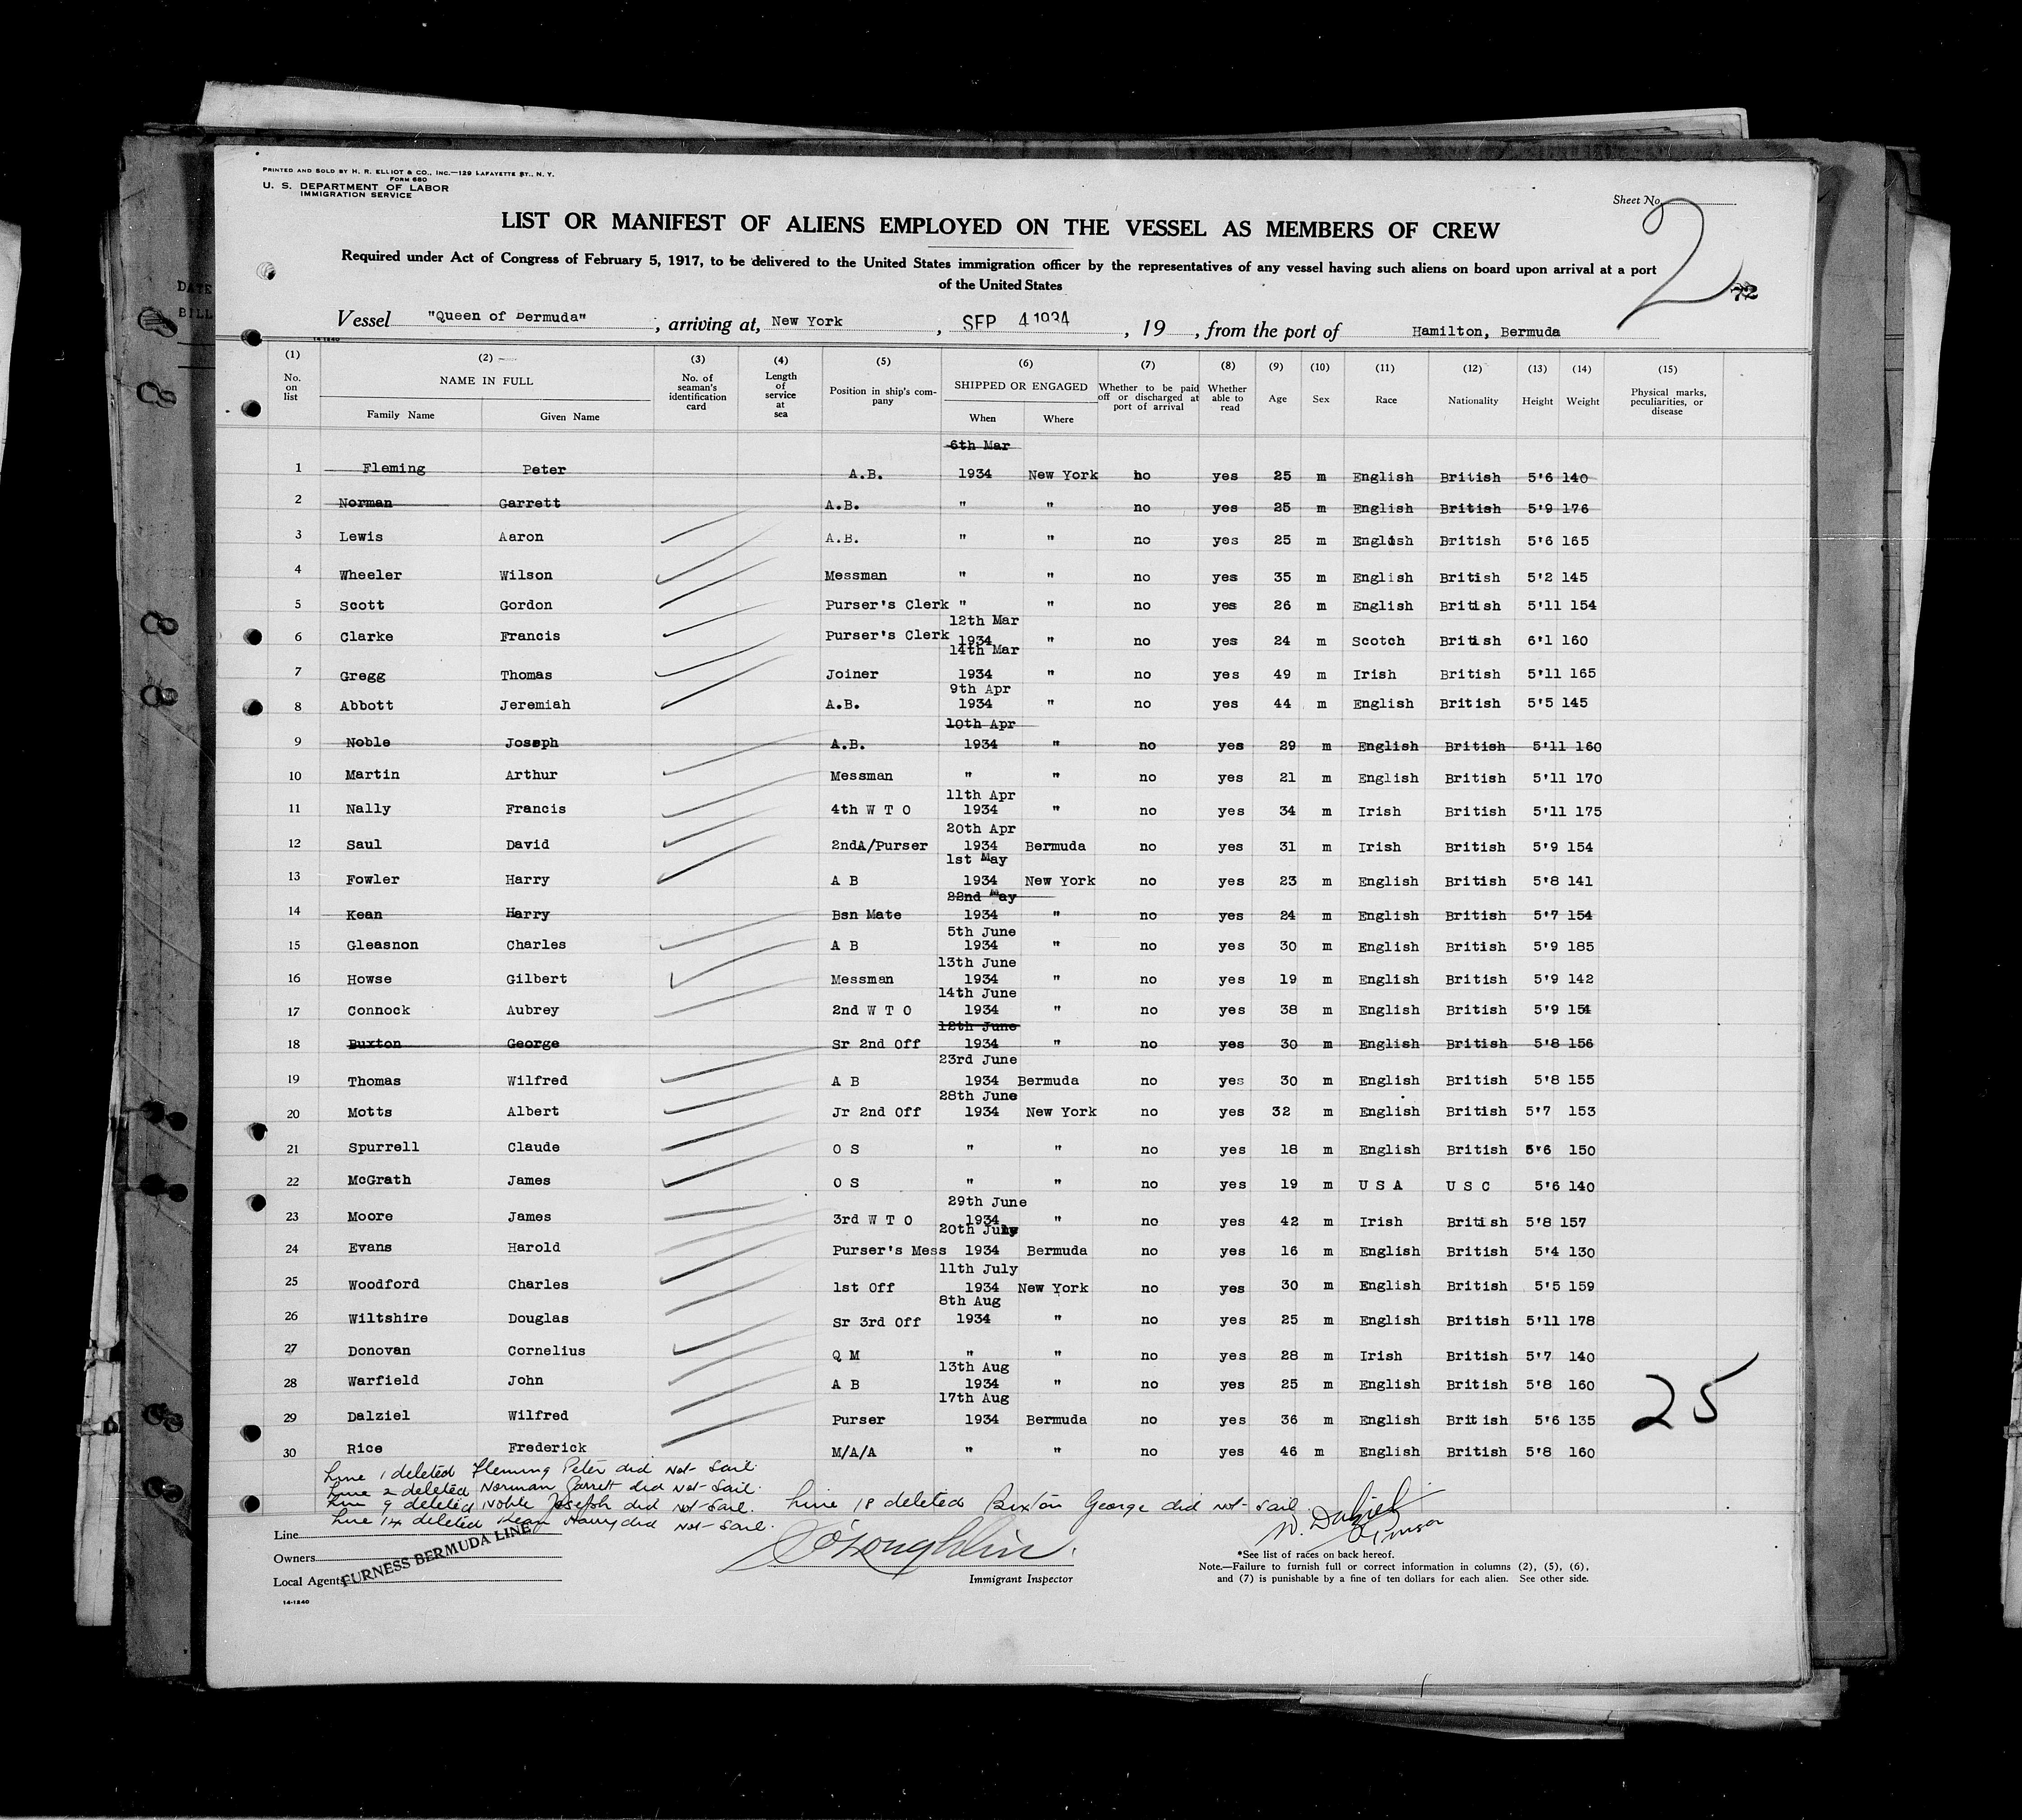 PRINTED AND SOLD BY H. R. ELLIOT & CO., INC.—129 LAFAYETTE ST., N. Y.
FORM 680
U. S. DEPARTMENT OF LABOR
IMMIGRATION SERVICE
Sheet No. 2
LIST OR MANIFEST OF ALIENS EMPLOYED ON THE VESSEL AS MEMBERS OF CREW
Required under Act of Congress of February 5, 1917, to be delivered to the United States immigration officer by the representatives of any vessel having such aliens on board upon arrival at a port
of the United States
72
Vessel "Queen of Bermuda", arriving at, New York, SEP 4 1934, 19, from the port of Hamilton, Bermuda
14-1240
(1) (2) (3) (4) (5) (6) (7) (8) (9) (10) (11) (12) (13) (14) (15)
No. on list NAME IN FULL Family Name Given Name No. of seaman's identification card Length of service at sea Position in ship's company SHIPPED OR ENGAGED When Where Whether to be paid off or discharged at port of arrival Whether able to read Age Sex Race Nationality Height Weight Physical marks, peculiarities, or disease
6th Mar
1 Fleming Peter A.B. 1934 New York no yes 25 m English British 5'6 140
2 Norman Garrett A.B. " " no yes 25 m English British 5'9 176
3 Lewis Aaron A.B. " " no yes 25 m English British 5'6 165
4 Wheeler Wilson Messman " " no yes 35 m English British 5'2 145
5 Scott Gordon Purser's Clerk " " no yes 26 m English British 5'11 154
12th Mar
6 Clarke Francis Purser's Clerk 1934 " no yes 24 m Scotch British 6'1 160
14th Mar
7 Gregg Thomas Joiner 1934 " no yes 49 m Irish British 5'11 165
9th Apr
8 Abbott Jeremiah A.B. 1934 " no yes 44 m English British 5'5 145
10th Apr
9 Noble Joseph A.B. 1934 " no yes 29 m English British 5'11 160
10 Martin Arthur Messman " " no yes 21 m English British 5'11 170
11th Apr
11 Nally Francis 4th W T O 1934 " no yes 34 m Irish British 5'11 175
20th Apr
12 Saul David 2ndA/Purser 1934 Bermuda no yes 31 m Irish British 5'9 154
1st May
13 Fowler Harry A B 1934 New York no yes 23 m English British 5'8 141
22nd May
14 Kean Harry Bsn Mate 1934 " no yes 24 m English British 5'7 154
5th June
15 Gleasnon Charles A B 1934 " no yes 30 m English British 5'9 185
13th June
16 Howse Gilbert Messman 1934 " no yes 19 m English British 5'9 142
14th June
17 Connock Aubrey 2nd W T O 1934 " no yes 38 m English British 5'9 154
12th June
18 Buxton George Sr 2nd Off 1934 " no yes 30 m English British 5'8 156
23rd June
19 Thomas Wilfred A B 1934 Bermuda no yes 30 m English British 5'8 155
28th June
20 Motts Albert Jr 2nd Off 1934 New York no yes 32 m English British 5'7 153
21 Spurrell Claude O S " " no yes 18 m English British 5'6 150
22 McGrath James O S " " no yes 19 m U S A U S C 5'6 140
29th June
23 Moore James 3rd W T O 1934 " no yes 42 m Irish British 5'8 157
20th July
24 Evans Harold Purser's Mess 1934 Bermuda no yes 16 m English British 5'4 130
11th July
25 Woodford Charles 1st Off 1934 New York no yes 30 m English British 5'5 159
8th Aug
26 Wiltshire Douglas Sr 3rd Off 1934 " no yes 25 m English British 5'11 178
27 Donovan Cornelius Q M " " no yes 28 m Irish British 5'7 140
13th Aug
28 Warfield John A B 1934 " no yes 25 m English British 5'8 160
17th Aug
29 Dalziel Wilfred Purser 1934 Bermuda no yes 36 m English British 5'6 135
25
30 Rice Frederick M/A/A " " no yes 46 m English British 5'8 160
Line 1 deleted Fleming Peter did not sail.
Line 2 deleted Norman Garrett did not sail.
Line 9 deleted Noble Joseph did not sail. Line 18 deleted Buxton George did not sail
Line 14 deleted Kean Harry did not sail.
W. Dalziel
Purser
Line
Owners
Local Agents
FURNESS BERMUDA LINE
O'Loughlin.
Immigrant Inspector
*See list of races on back hereof.
Note.—Failure to furnish full or correct information in columns (2), (5), (6),
and (7) is punishable by a fine of ten dollars for each alien. See other side.
14-1240